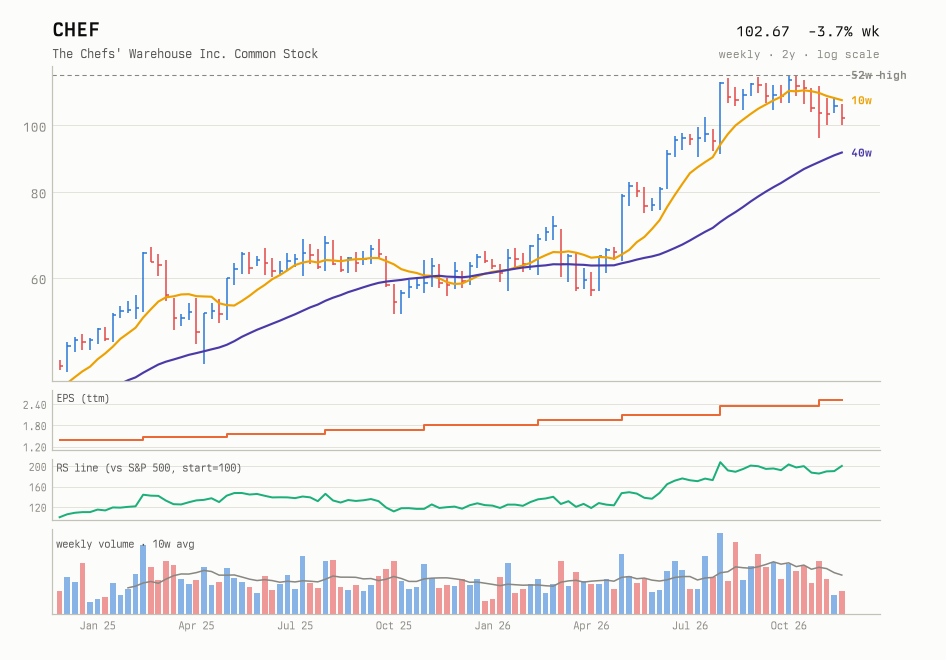 CHEF
102.67 -3.7% wk
The Chefs' Warehouse Inc. Common Stock
weekly · 2y · log scale
52w high
10w
100
40w
80
60
EPS (ttm)
2.40
1.80
1.20
RS line (vs S&P 500, start=100)
200
160
120
weekly volume · 10w avg
Jan 25 Apr 25 Jul 25 Oct 25 Jan 26 Apr 26 Jul 26 Oct 26